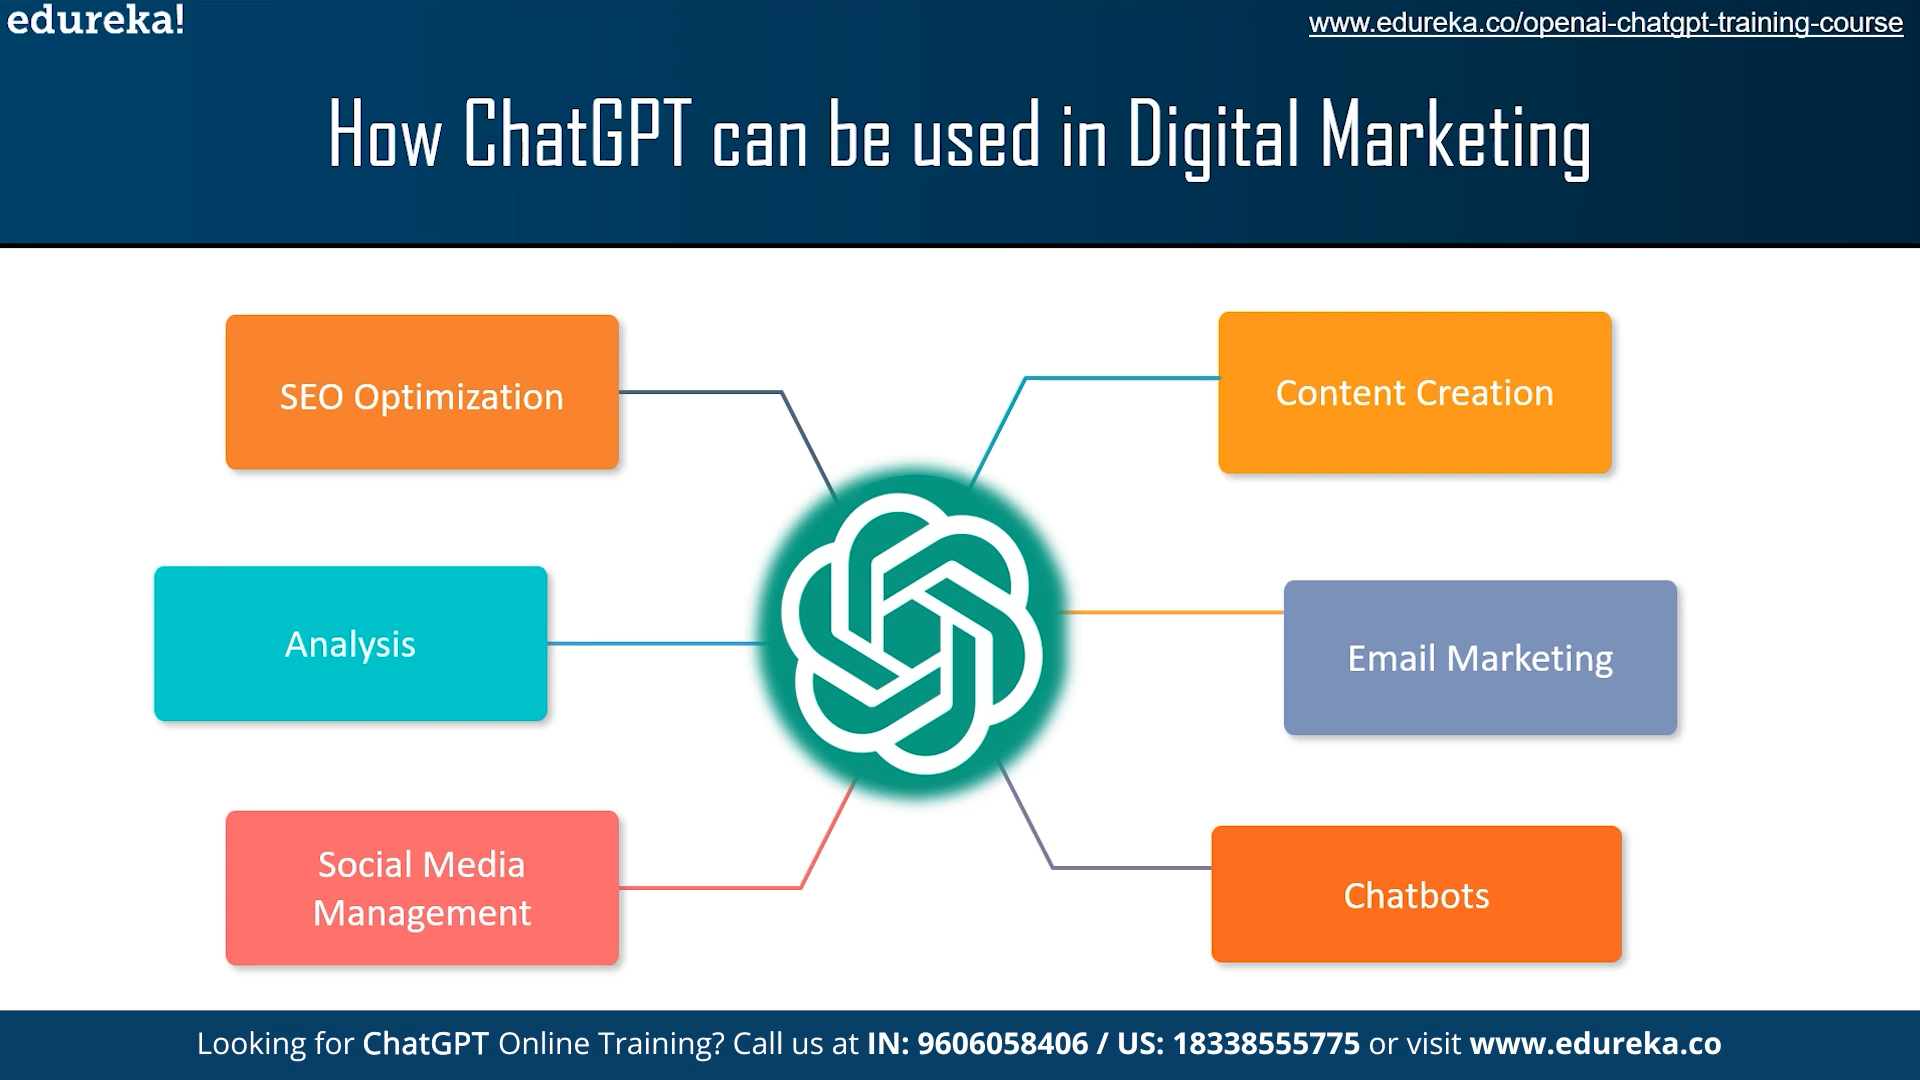 edureka!
www.edureka.co/openai-chatgpt-training-course
How ChatGPT can be used in Digital Marketing
SEO Optimization
Content Creation
Analysis
Email Marketing
Social Media
Management
Chatbots
Looking for ChatGPT Online Training? Call us at IN: 9606058406 / US: 18338555775 or visit www.edureka.co